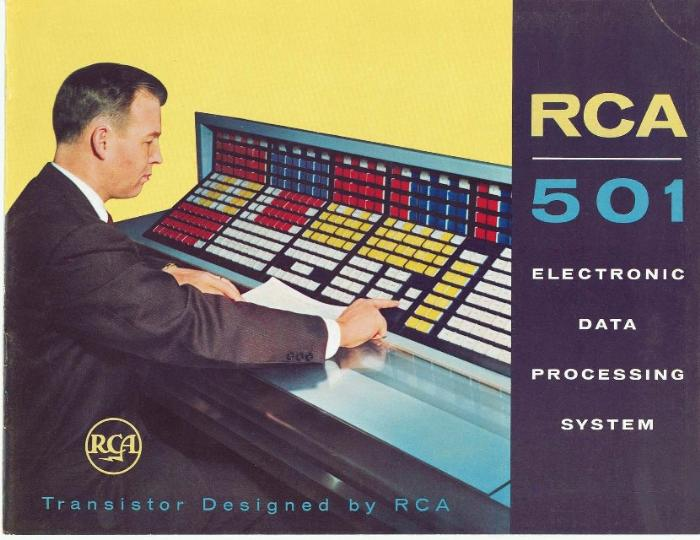 RCA
501
ELECTRONIC
DATA
PROCESSING
SYSTEM
RCA
Transistor Designed by RCA